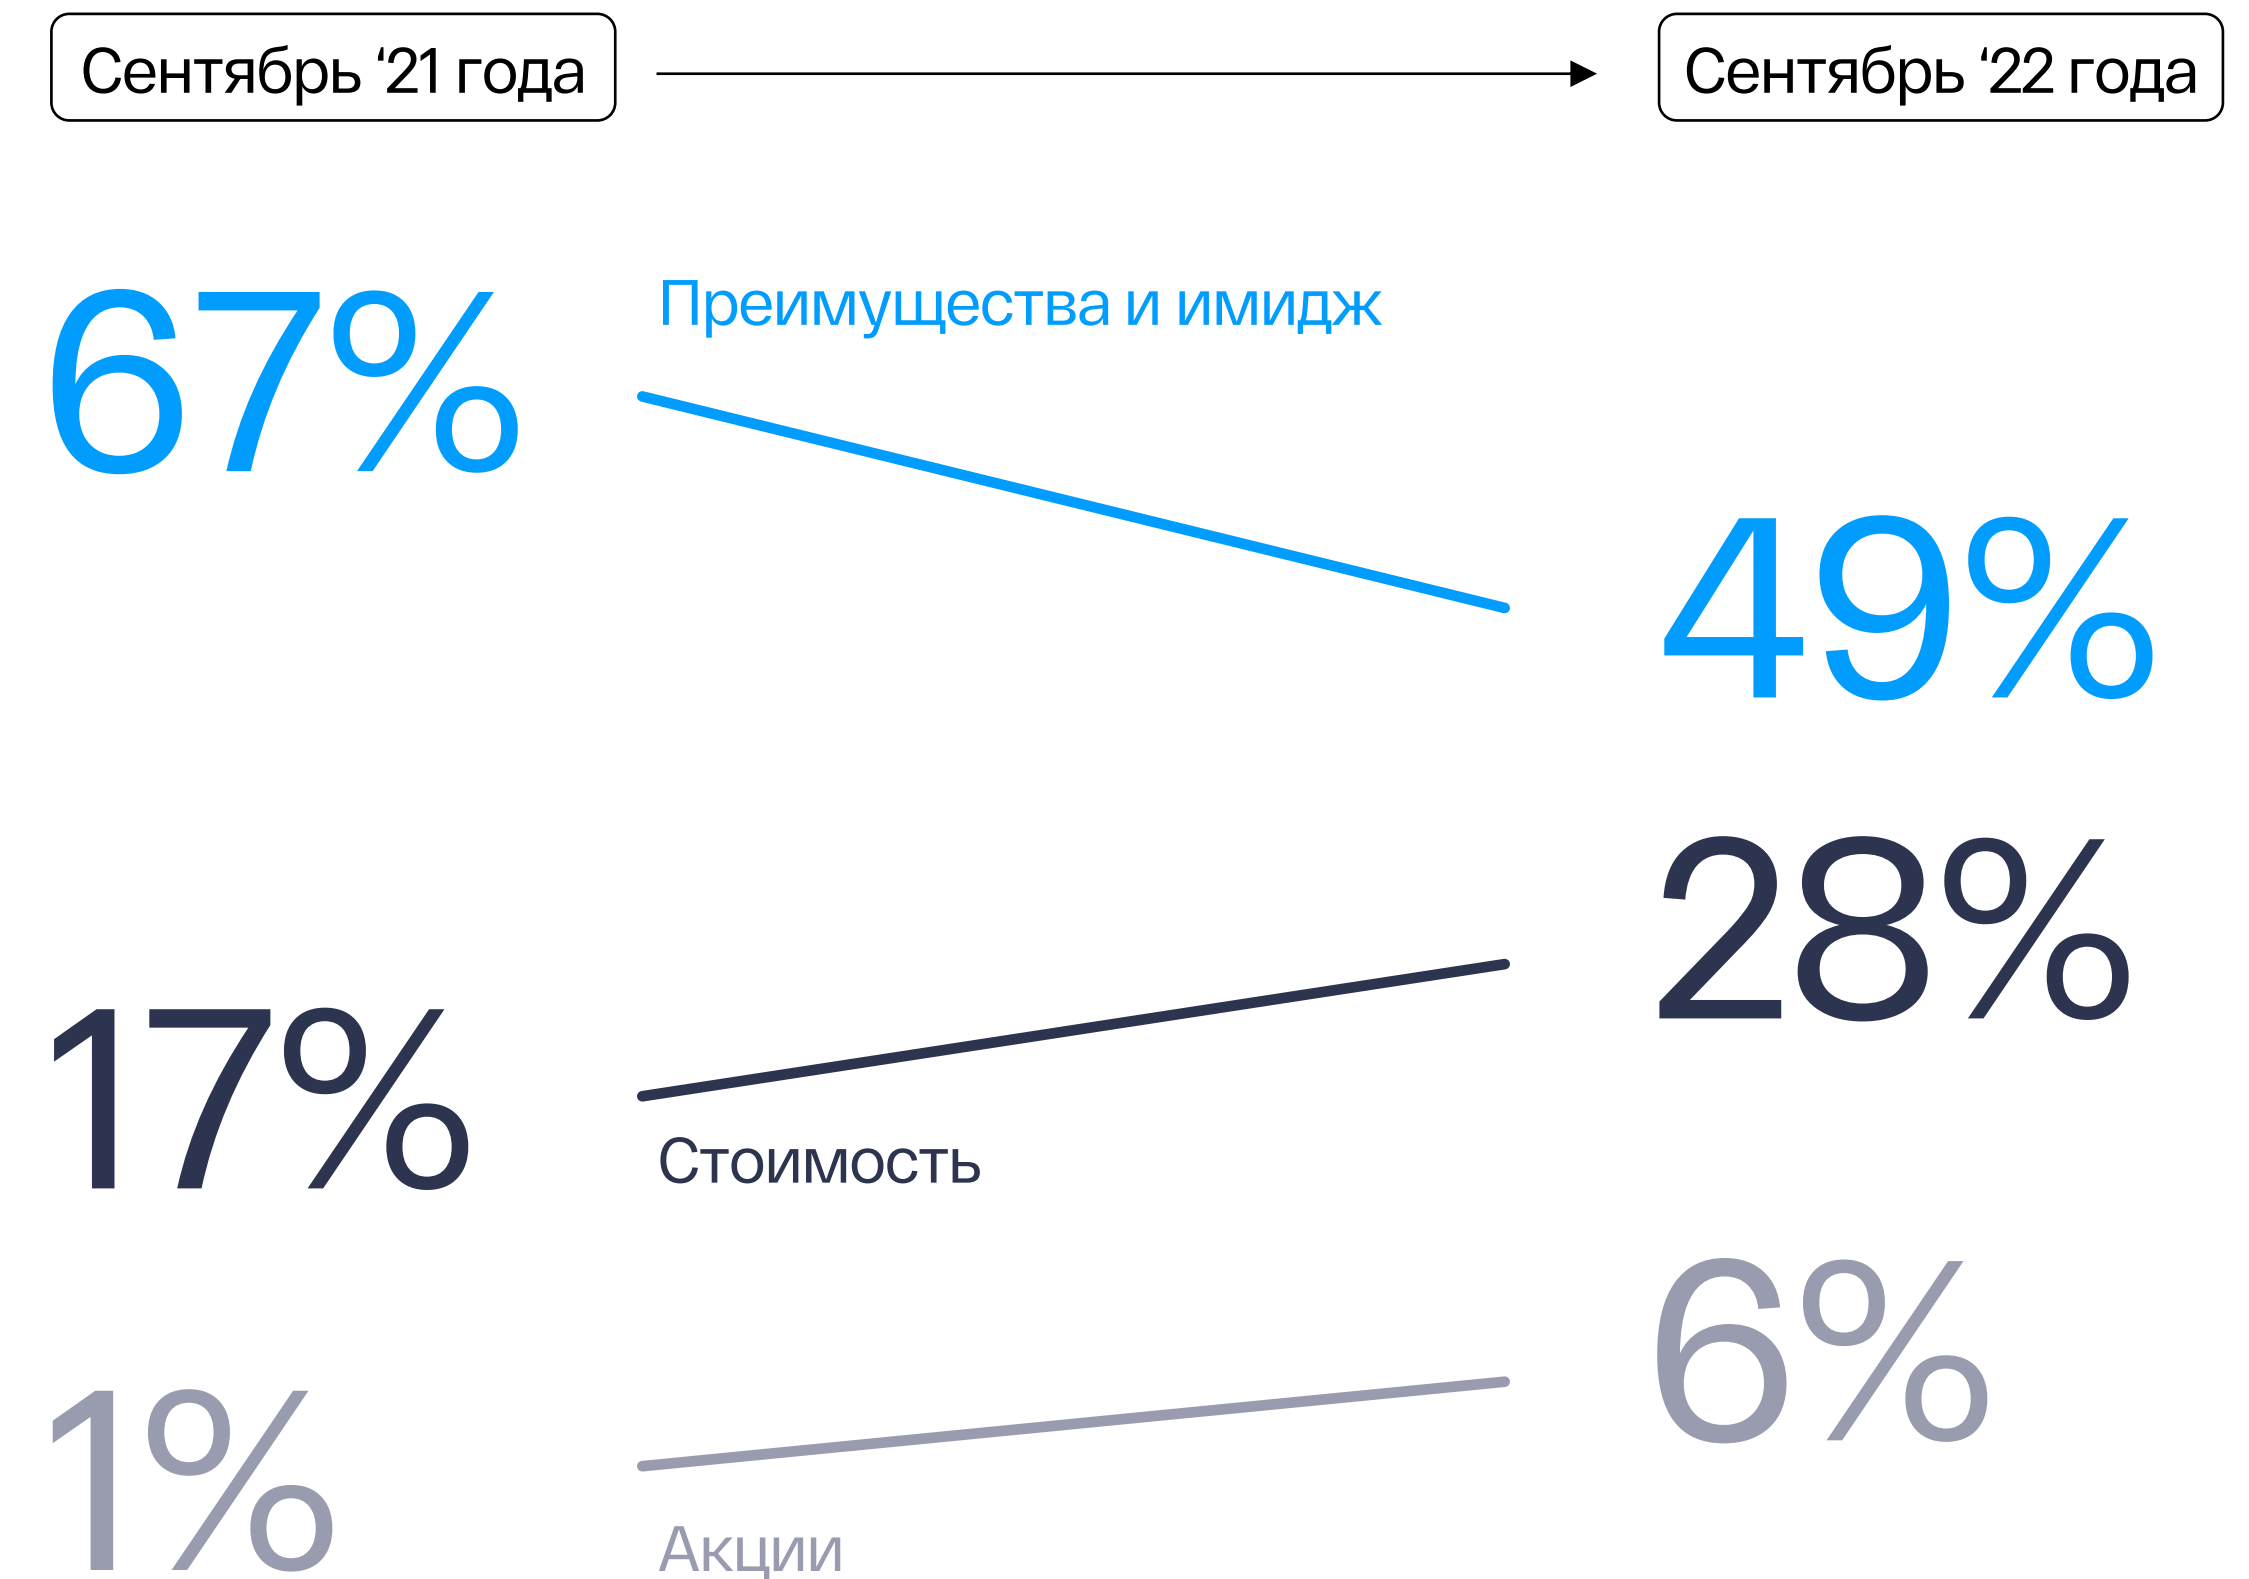 Сентябрь ‘21 года
Сентябрь ‘22 года
67%
Преимущества и имидж
49%
17%
Стоимость
28%
1%
Акции
6%